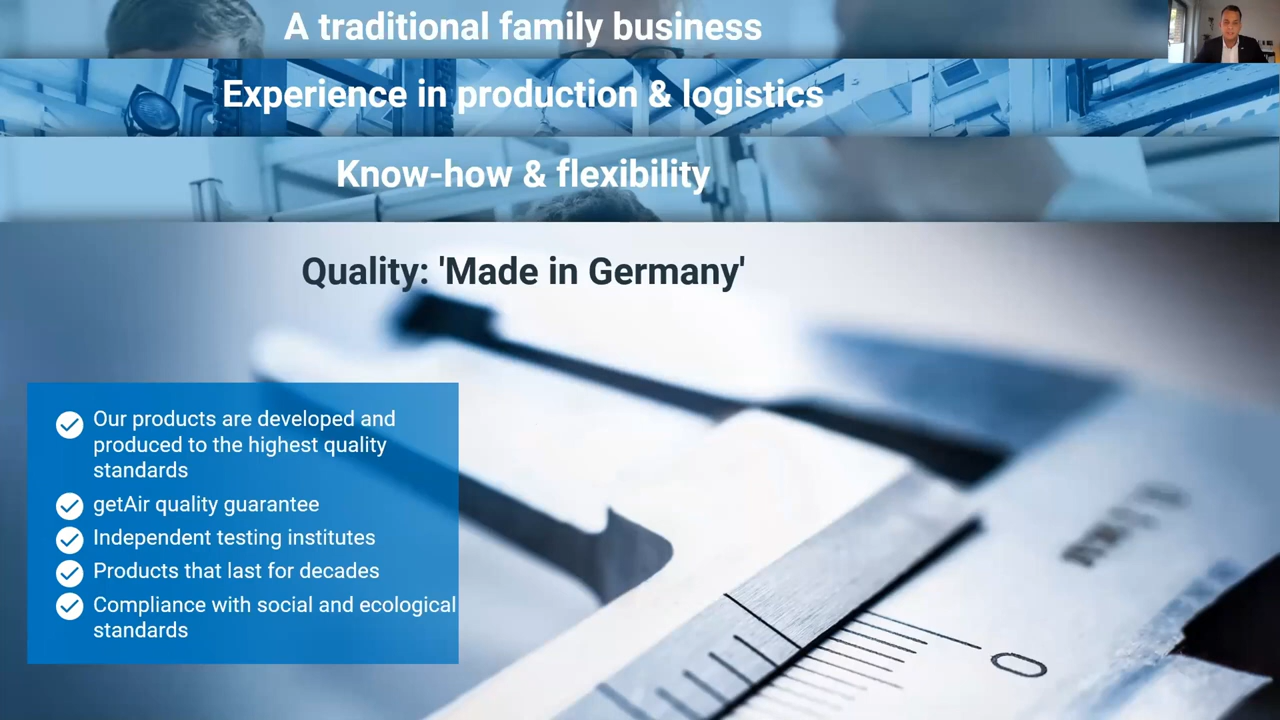 A traditional family business
Experience in production & logistics
Know-how & flexibility
Quality: 'Made in Germany'
Our products are developed and
produced to the highest quality
standards
getAir quality guarantee
Independent testing institutes
Products that last for decades
Compliance with social and ecological
standards
0